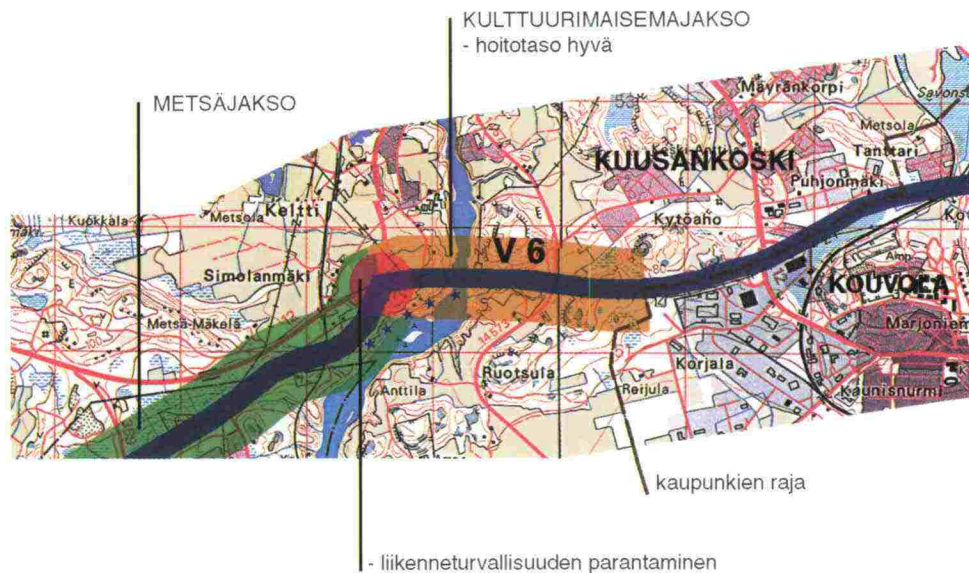 KULTTUURIMAISEMAJAKSO
- hoitotaso hyvä
METSÄJAKSO
Mäyränkorpi
Metsola
Tanttari
KUUSANKOSKI
Puhjonmäki
Kuokkala
Metsola
Keltti
Kytöaho
V 6
Simolanmäki
KOUVOLA
Metsä-Mäkelä
Marjonien
Ruotsula
Korjala
Anttila
Reijula
Kaunisnurmi
kaupunkien raja
- liikenneturvallisuuden parantaminen